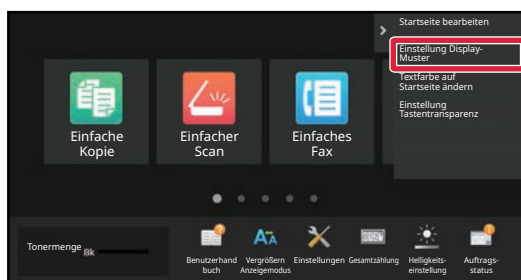 Startseite bearbeiten
Einstellung Display-
Muster
Textfarbe auf
Startseite ändern
Einstellung
Tastentransparenz
Einfache
Kopie
Einfacher
Scan
Einfaches
Fax
Tonermenge
Bk
Benutzerhand
buch
Vergrößern
Anzeigemodus
Einstellungen
Gesamtzählung
Helligkeits-
einstellung
Auftrags-
status